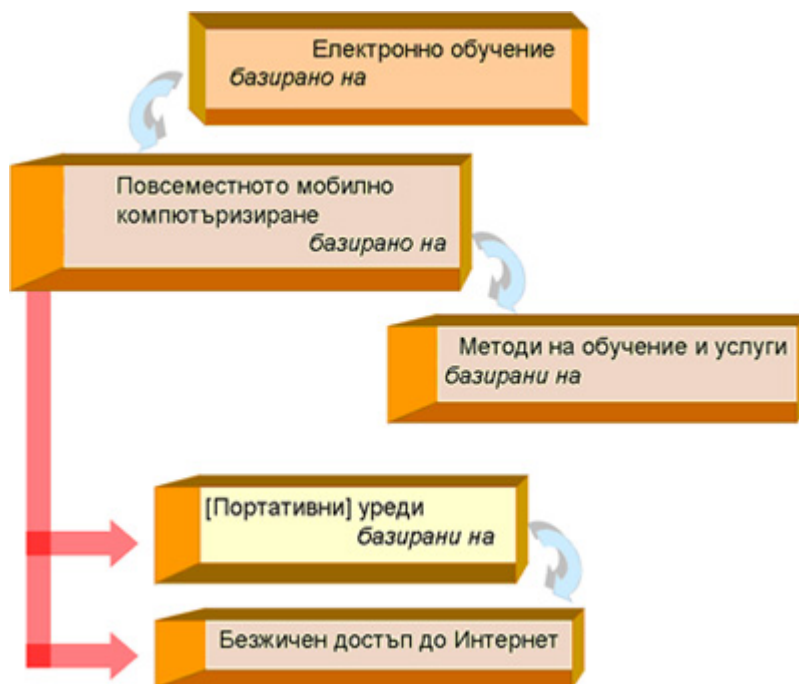 Електронно обучение
базирано на
Повсеместното мобилно
компютъризиране
базирано на
Методи на обучение и услуги
базирани на
[Портативни] уреди
базирани на
Безжичен достъп до Интернет